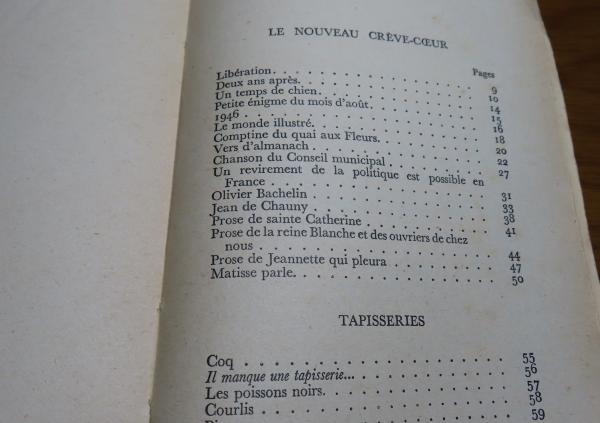 LE NOUVEAU CRÈVE-CŒUR
Pages
Libération. . . . . . . . . . 9
Deux ans après. . . . . . . . . . 10
Un temps de chien. . . . . . . . . . 14
Petite énigme du mois d'août. . . . . . . . 15
1946 . . . . . . . . . . 16
Le monde illustré. . . . . . . . . . 18
Comptine du quai aux Fleurs. . . . . . . . 20
Vers d'almanach . . . . . . . . . . 22
Chanson du Conseil municipal . . . . . . . 27
Un revirement de la politique est possible en
France . . . . . . . . . . 31
Olivier Bachelin . . . . . . . . . . 33
Jean de Chauny . . . . . . . . . . 38
Prose de sainte Catherine . . . . . . . . 41
Prose de la reine Blanche et des ouvriers de chez
nous . . . . . . . . . . 44
Prose de Jeannette qui pleura . . . . . . . 47
Matisse parle. . . . . . . . . . 50
TAPISSERIES
Coq . . . . . . . . . . 55
Il manque une tapisserie... . . . . . . . . 56
Les poissons noirs. . . . . . . . . . 57
Courlis . . . . . . . . . . 58
59